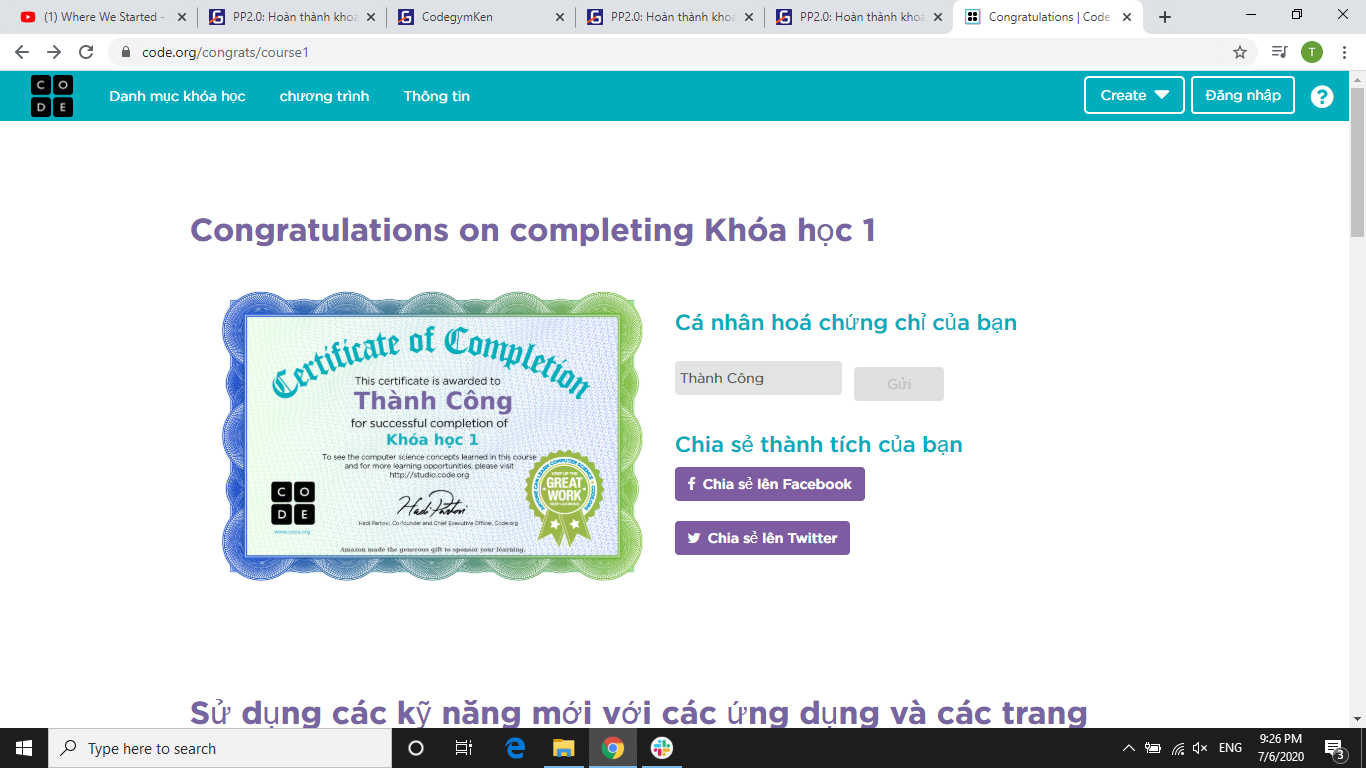 (1) Where We Started -
PP2.0: Hoàn thành khoá
CodegymKen
PP2.0: Hoàn thành khoá
PP2.0: Hoàn thành khoá
Congratulations | Code.
code.org/congrats/course1
T
C O
D E
Danh mục khóa học
chương trình
Thông tin
Create
Đăng nhập
?
Congratulations on completing Khóa học 1
Certificate of Completion
This certificate is awarded to
Thành Công
for successful completion of
Khóa học 1
To see the computer science concepts learned in this course
and for more learning opportunities, please visit
http://studio.code.org
C O
D E
www.code.org
Hadi Partovi
Hadi Partovi, Co-founder and Chief Executive Officer, Code.org
ANYONE CAN LEARN COMPUTER SCIENCE
KEEP UP THE
GREAT
WORK
KEEP LEARNING
CODE.ORG
Amazon made the generous gift to sponsor your learning.
Cá nhân hoá chứng chỉ của bạn
Thành Công
Gửi
Chia sẻ thành tích của bạn
Chia sẻ lên Facebook
Chia sẻ lên Twitter
Sử dụng các kỹ năng mới với các ứng dụng và các trang
Type here to search
ENG
9:26 PM
7/6/2020
3